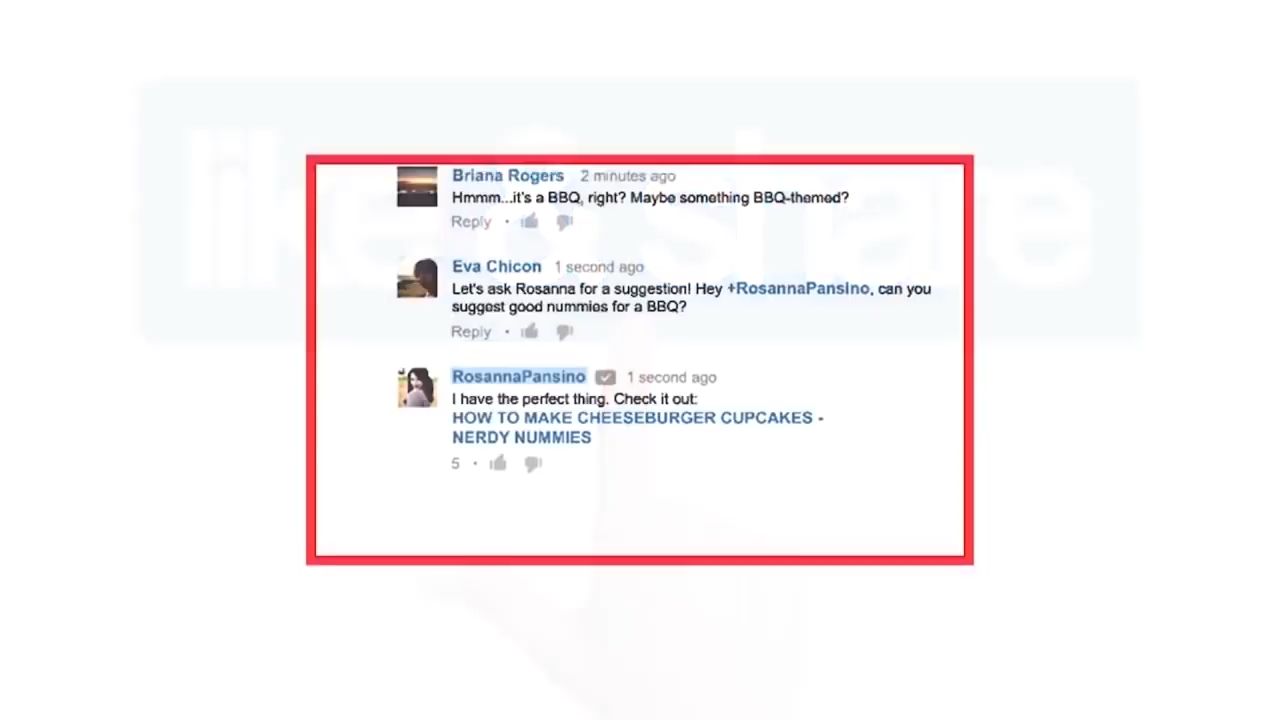 like & share
Briana Rogers 2 minutes ago
Hmmm...it's a BBQ, right? Maybe something BBQ-themed?
Reply •
Eva Chicon 1 second ago
Let's ask Rosanna for a suggestion! Hey +RosannaPansino, can you
suggest good nummies for a BBQ?
Reply •
RosannaPansino 1 second ago
I have the perfect thing. Check it out:
HOW TO MAKE CHEESEBURGER CUPCAKES -
NERDY NUMMIES
5 •